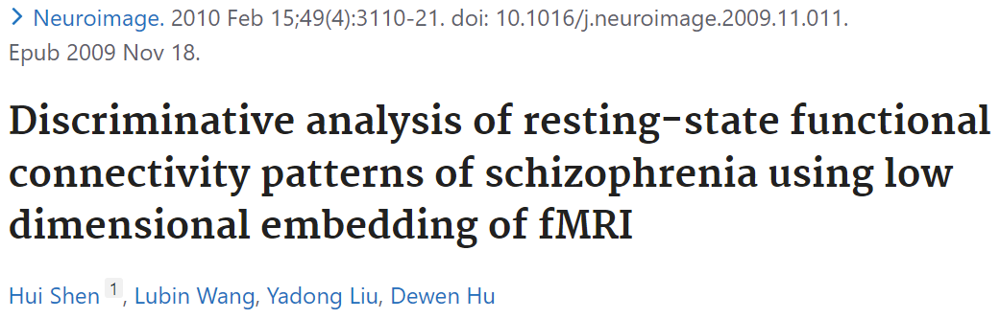 Neuroimage. 2010 Feb 15;49(4):3110-21. doi: 10.1016/j.neuroimage.2009.11.011.
Epub 2009 Nov 18.
Discriminative analysis of resting-state functional
connectivity patterns of schizophrenia using low
dimensional embedding of fMRI
Hui Shen 1, Lubin Wang, Yadong Liu, Dewen Hu